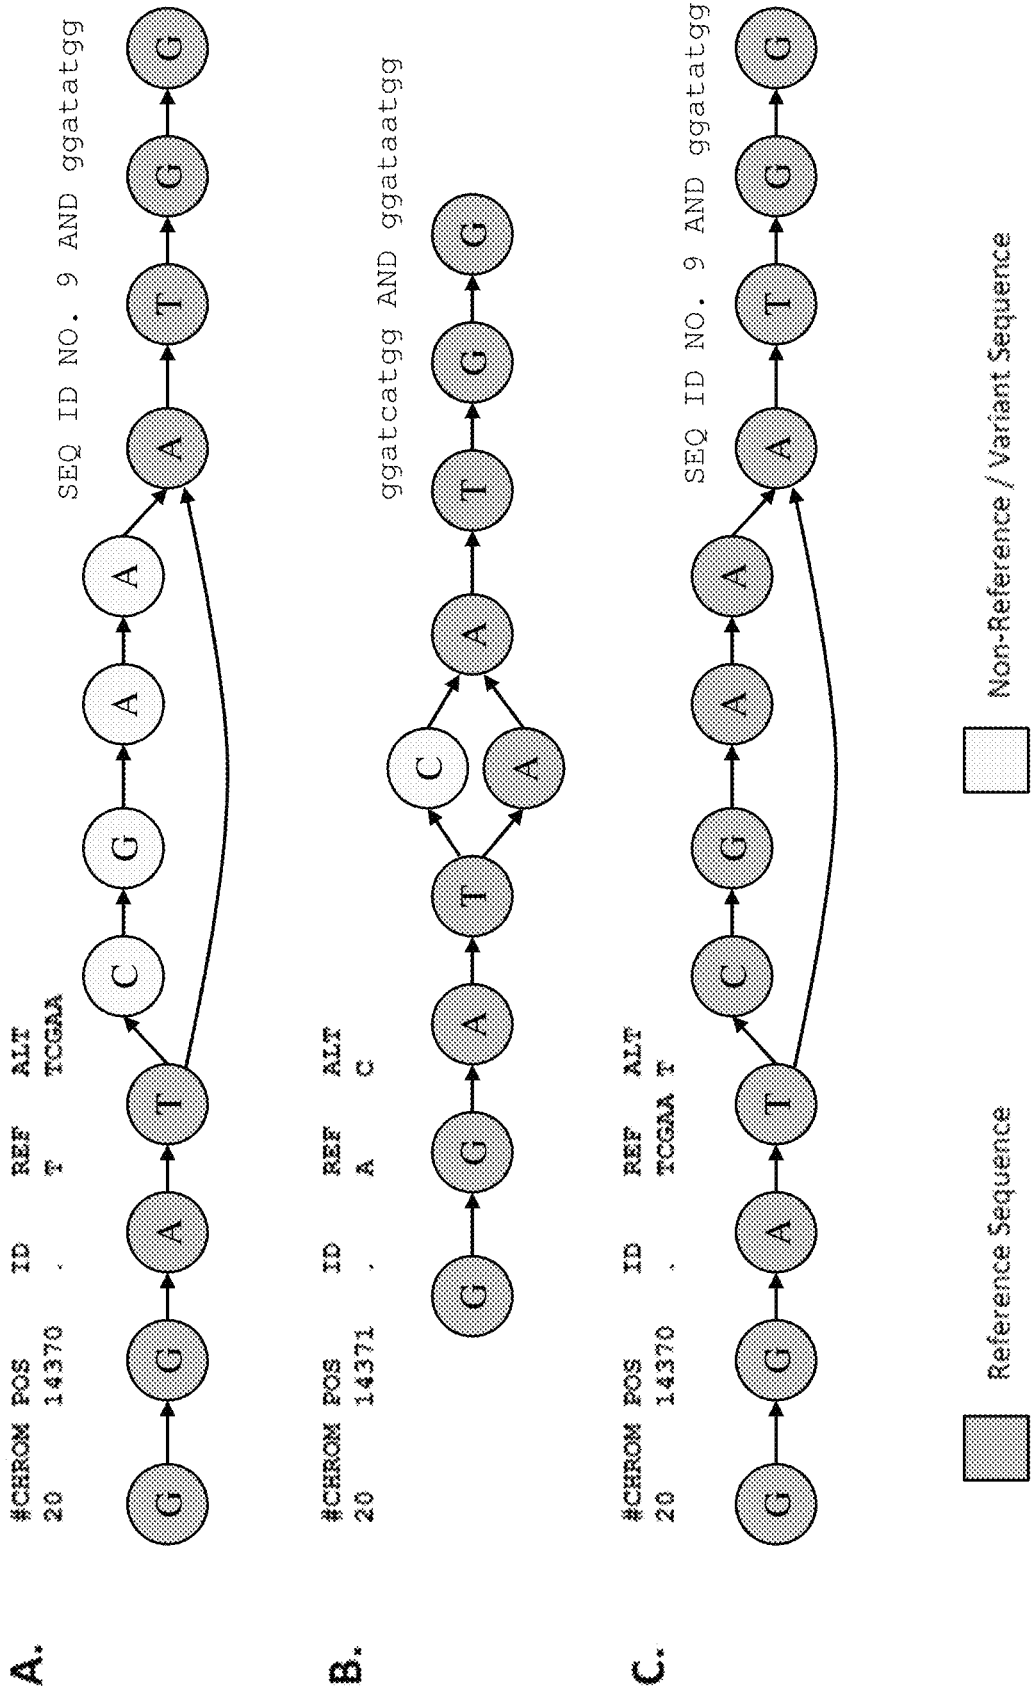 A.
#CHROM POS ID REF ALT
20 14370 . T TCGAA
SEQ ID NO. 9 AND ggatatgg
C G A A
G G A T A T G G
B.
#CHROM POS ID REF ALT
20 14371 . A C
ggatcatgg AND ggataatgg
C
G G A T A T G G
A
C.
#CHROM POS ID REF ALT
20 14370 . TCGAA T
SEQ ID NO. 9 AND ggatatgg
C G A A
G G A T A T G G
Reference Sequence
Non-Reference / Variant Sequence